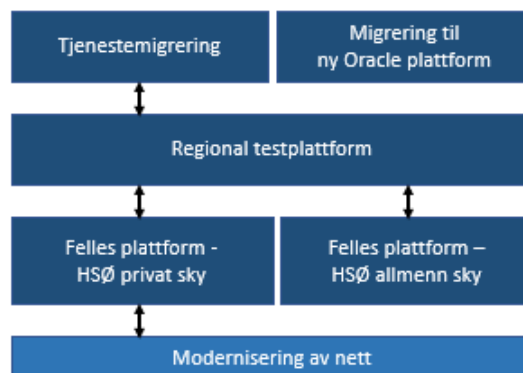 Tjenestemigrering
Migrering til
ny Oracle plattform
Regional testplattform
Felles plattform -
HSØ privat sky
Felles plattform –
HSØ allmenn sky
Modernisering av nett